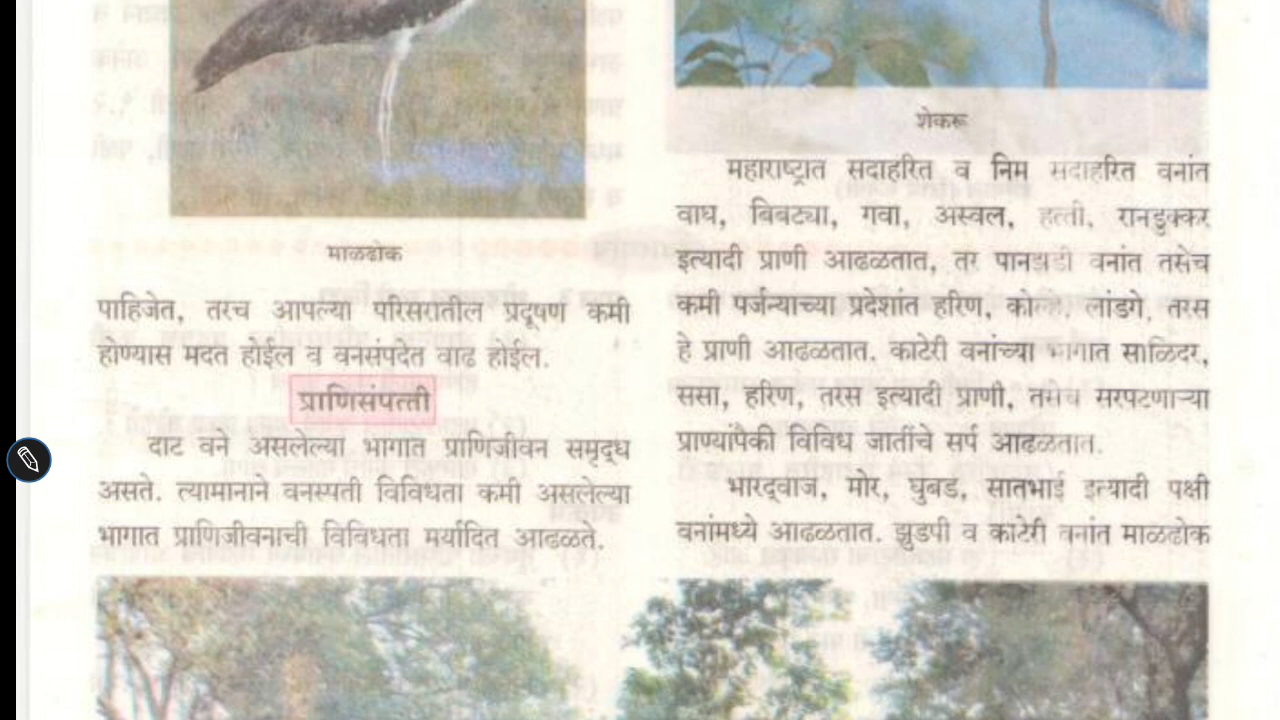 माळढोक
पाहिजेत, तरच आपल्या परिसरातील प्रदूषण कमी
होण्यास मदत होईल व वनसंपदेत वाढ होईल.
प्राणिसंपत्ती
दाट वने असलेल्या भागात प्राणिजीवन समृद्ध
असते. त्यामानाने वनस्पती विविधता कमी असलेल्या
भागात प्राणिजीवनाची विविधता मर्यादित आढळते.
शेकरू
महाराष्ट्रात सदाहरित व निम सदाहरित वनांत
वाघ, बिबट्या, गवा, अस्वल, हत्ती, रानडुक्कर
इत्यादी प्राणी आढळतात, तर पानझडी वनांत तसेच
कमी पर्जन्याच्या प्रदेशांत हरिण, कोल्हे, लांडगे, तरस
हे प्राणी आढळतात. काटेरी वनांच्या भागात साळिंदर,
ससा, हरिण, तरस इत्यादी प्राणी, तसेच सरपटणाऱ्या
प्राण्यांपैकी विविध जातींचे सर्प आढळतात.
भारद्वाज, मोर, घुबड, सातभाई इत्यादी पक्षी
वनांमध्ये आढळतात. झुडपी व काटेरी वनांत माळढोक